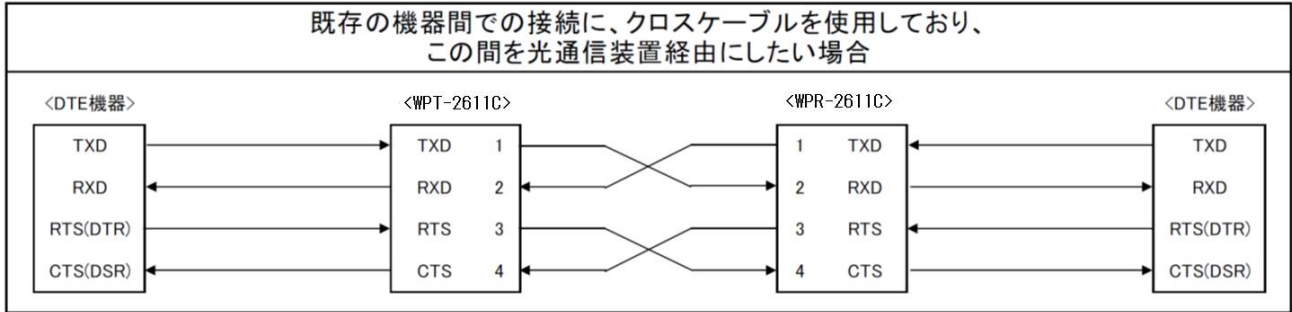 既存の機器間での接続に、クロスケーブルを使用しており、
この間を光通信装置経由にしたい場合
<DTE機器> <WPT-2611C> <WPR-2611C> <DTE機器>
TXD TXD 1 1 TXD TXD
RXD RXD 2 2 RXD RXD
RTS(DTR) RTS 3 3 RTS RTS(DTR)
CTS(DSR) CTS 4 4 CTS CTS(DSR)